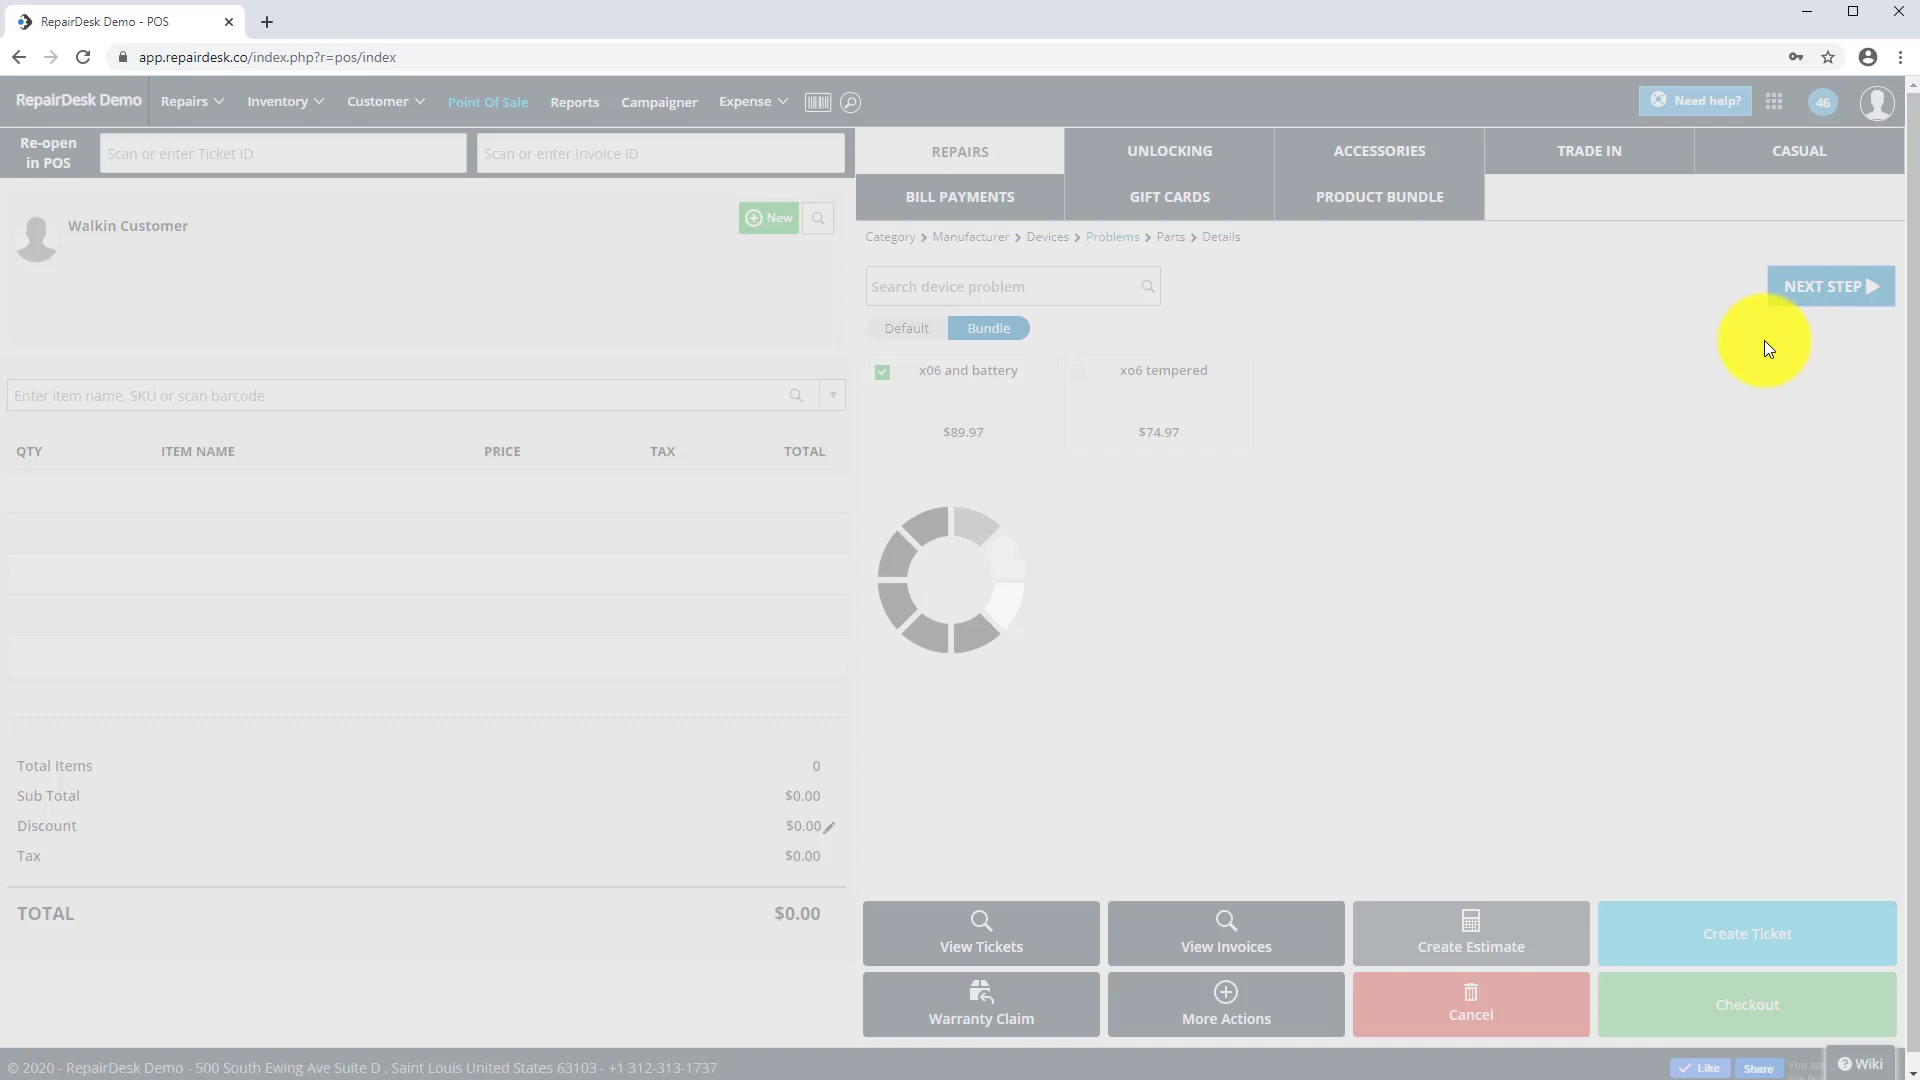 RepairDesk Demo - POS
app.repairdesk.co/index.php?r=pos/index
RepairDesk Demo
Repairs
Inventory
Customer
Point Of Sale
Reports
Campaigner
Expense
Need help?
46
Re-open
in POS
Scan or enter Ticket ID
Scan or enter Invoice ID
REPAIRS
UNLOCKING
ACCESSORIES
TRADE IN
CASUAL
BILL PAYMENTS
GIFT CARDS
PRODUCT BUNDLE
Walkin Customer
New
Category > Manufacturer > Devices > Problems > Parts > Details
Search device problem
NEXT STEP
Default
Bundle
x06 and battery
$89.97
xo6 tempered
$74.97
Enter item name, SKU or scan barcode
QTY
ITEM NAME
PRICE
TAX
TOTAL
Total Items
0
Sub Total
$0.00
Discount
$0.00
Tax
$0.00
TOTAL
$0.00
View Tickets
View Invoices
Create Estimate
Create Ticket
Warranty Claim
More Actions
Cancel
Checkout
© 2020 - RepairDesk Demo - 500 South Ewing Ave Suite D , Saint Louis United States 63103 - +1 312-313-1737
Like
Share
Wiki